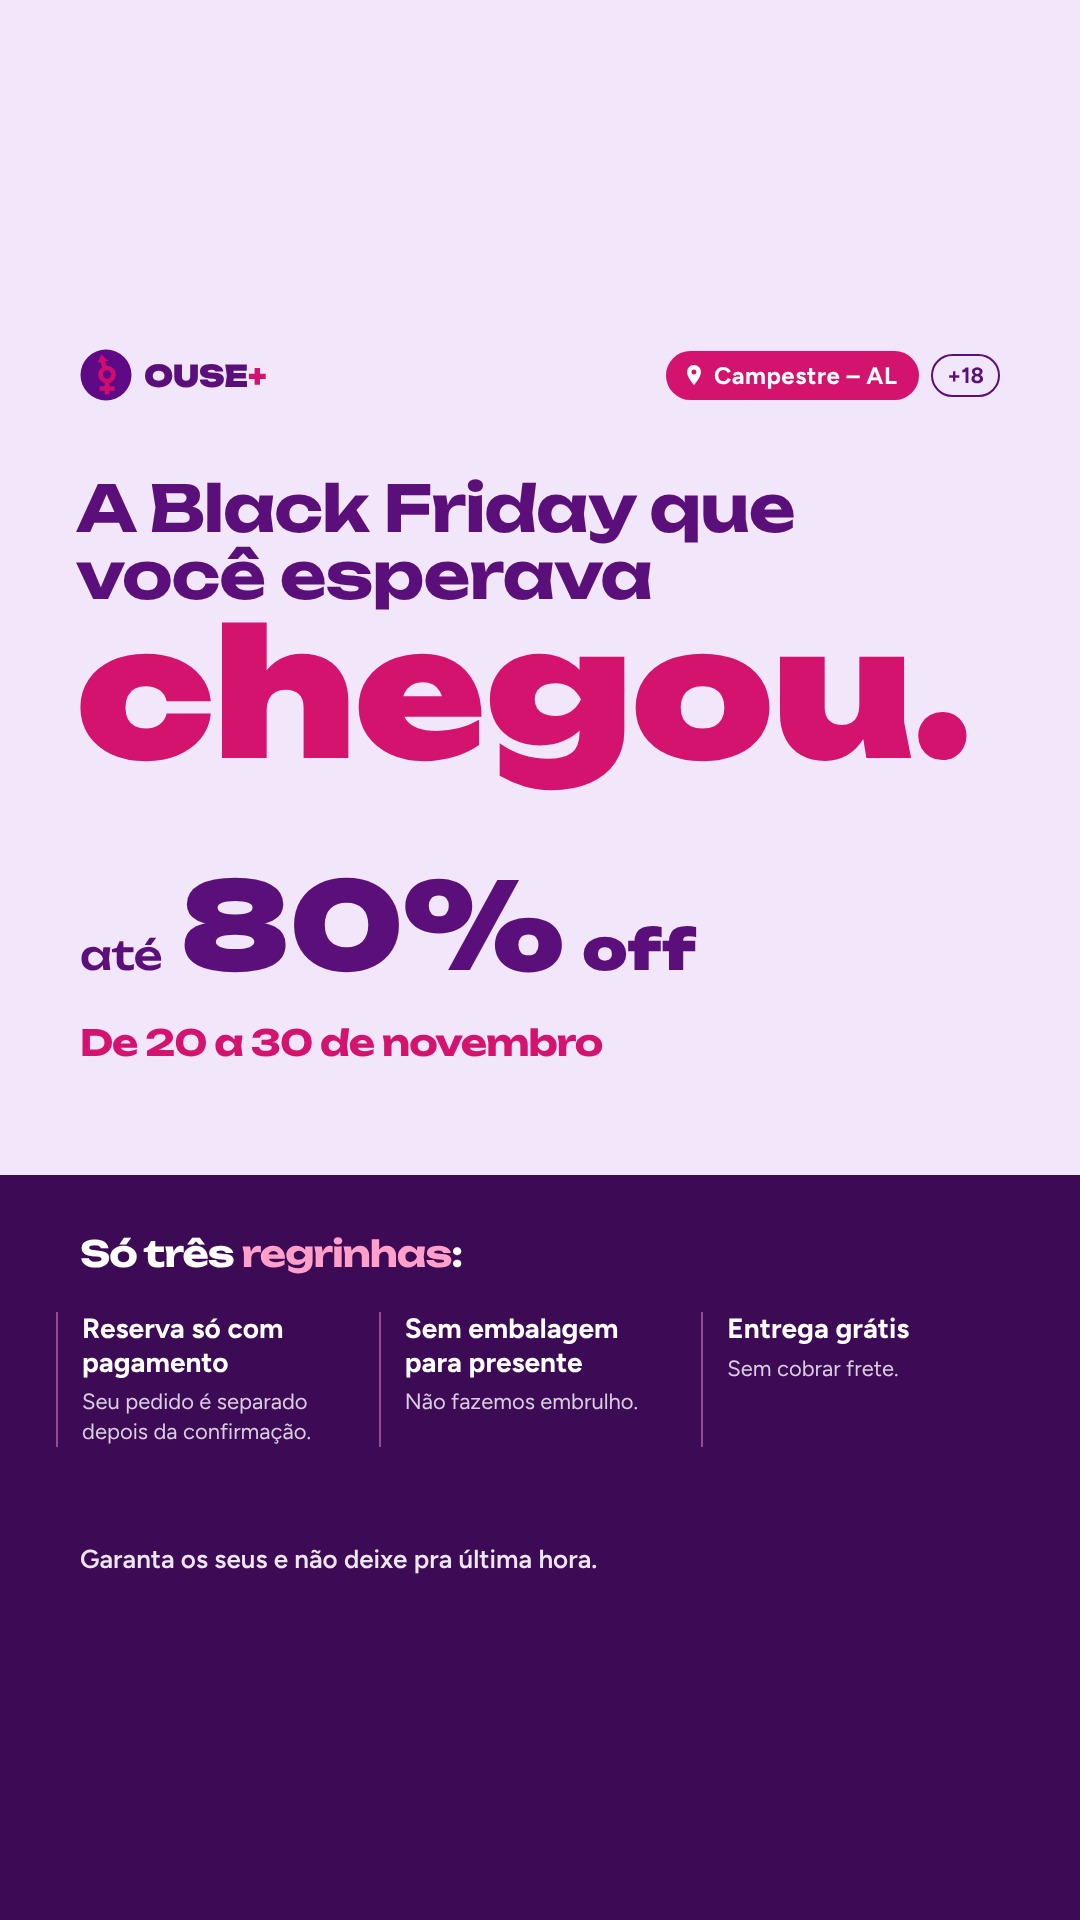 OUSE+
Campestre – AL
+18
A Black Friday que
você esperava
chegou.
até 80% off
De 20 a 30 de novembro
Só três regrinhas:
Reserva só com
pagamento
Seu pedido é separado
depois da confirmação.
Sem embalagem
para presente
Não fazemos embrulho.
Entrega grátis
Sem cobrar frete.
Garanta os seus e não deixe pra última hora.